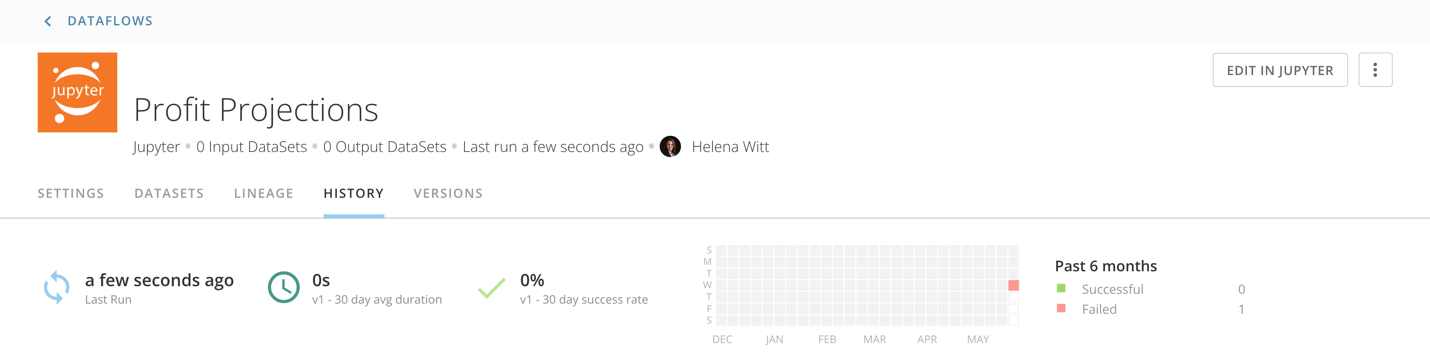 DATAFLOWS
jupyter
EDIT IN JUPYTER
Profit Projections
Jupyter • 0 Input DataSets • 0 Output DataSets • Last run a few seconds ago • Helena Witt
SETTINGS DATASETS LINEAGE HISTORY VERSIONS
a few seconds ago
Last Run
0s
v1 - 30 day avg duration
0%
v1 - 30 day success rate
S
M
T
W
T
F
S
DEC JAN FEB MAR APR MAY
Past 6 months
Successful 0
Failed 1